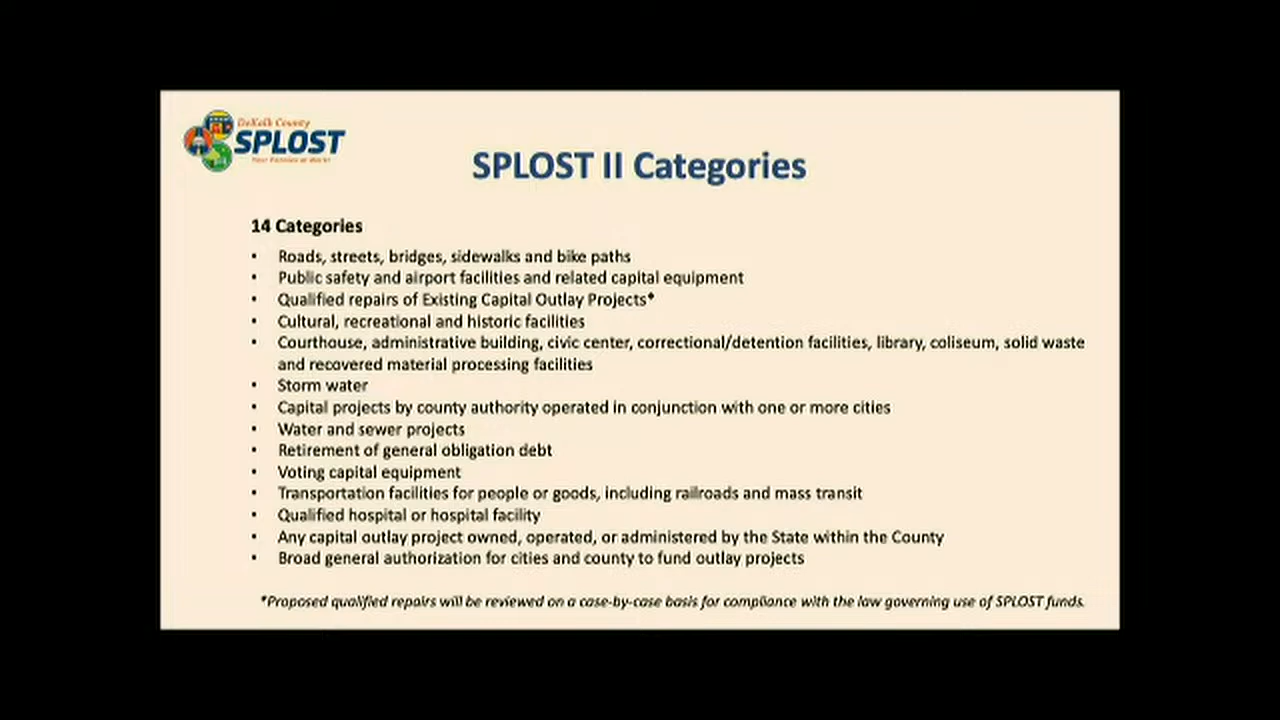 DeKalb County
SPLOST
Your Pennies at Work!
SPLOST II Categories
14 Categories
• Roads, streets, bridges, sidewalks and bike paths
• Public safety and airport facilities and related capital equipment
• Qualified repairs of Existing Capital Outlay Projects*
• Cultural, recreational and historic facilities
• Courthouse, administrative building, civic center, correctional/detention facilities, library, coliseum, solid waste
and recovered material processing facilities
• Storm water
• Capital projects by county authority operated in conjunction with one or more cities
• Water and sewer projects
• Retirement of general obligation debt
• Voting capital equipment
• Transportation facilities for people or goods, including railroads and mass transit
• Qualified hospital or hospital facility
• Any capital outlay project owned, operated, or administered by the State within the County
• Broad general authorization for cities and county to fund outlay projects
*Proposed qualified repairs will be reviewed on a case-by-case basis for compliance with the law governing use of SPLOST funds.